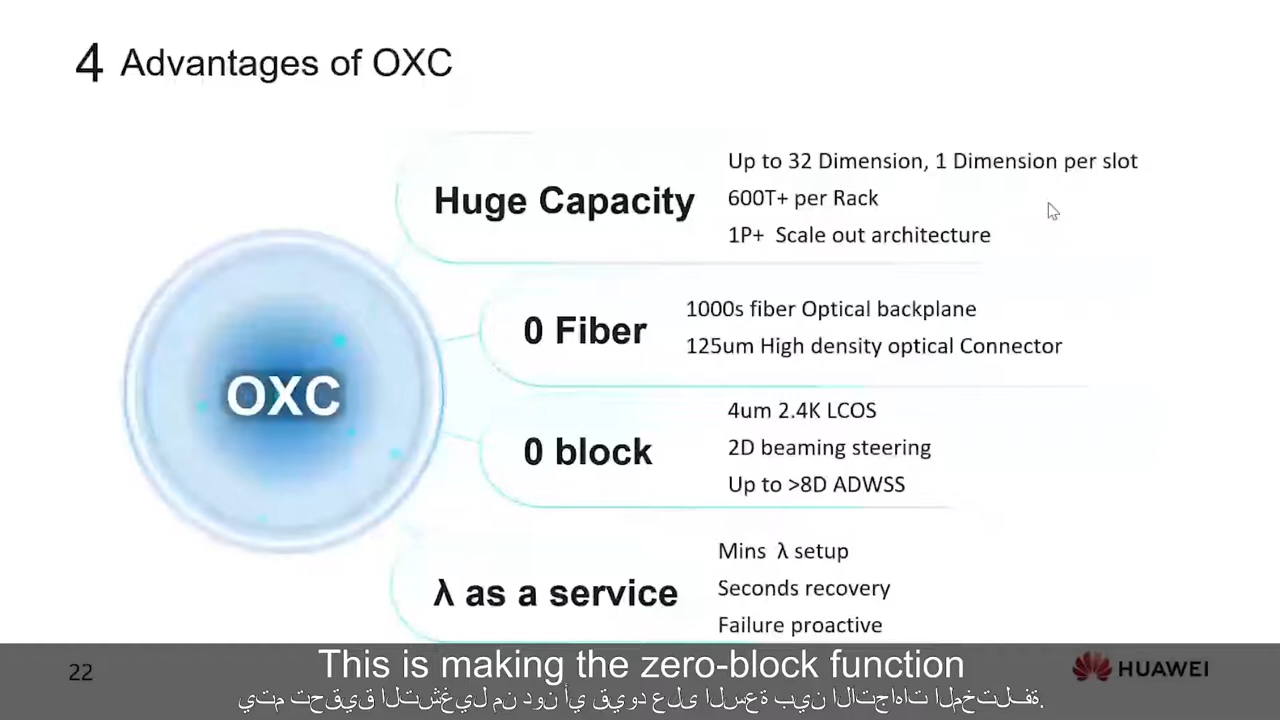 4 Advantages of OXC
OXC
Huge Capacity
Up to 32 Dimension, 1 Dimension per slot
600T+ per Rack
1P+ Scale out architecture
0 Fiber
1000s fiber Optical backplane
125um High density optical Connector
0 block
4um 2.4K LCOS
2D beaming steering
Up to >8D ADWSS
λ as a service
Mins λ setup
Seconds recovery
Failure proactive
22
This is making the zero-block function
HUAWEI
يتم تحقيق التشغيل من دون أي قيود على السعة بين الاتجاهات المختلفة.